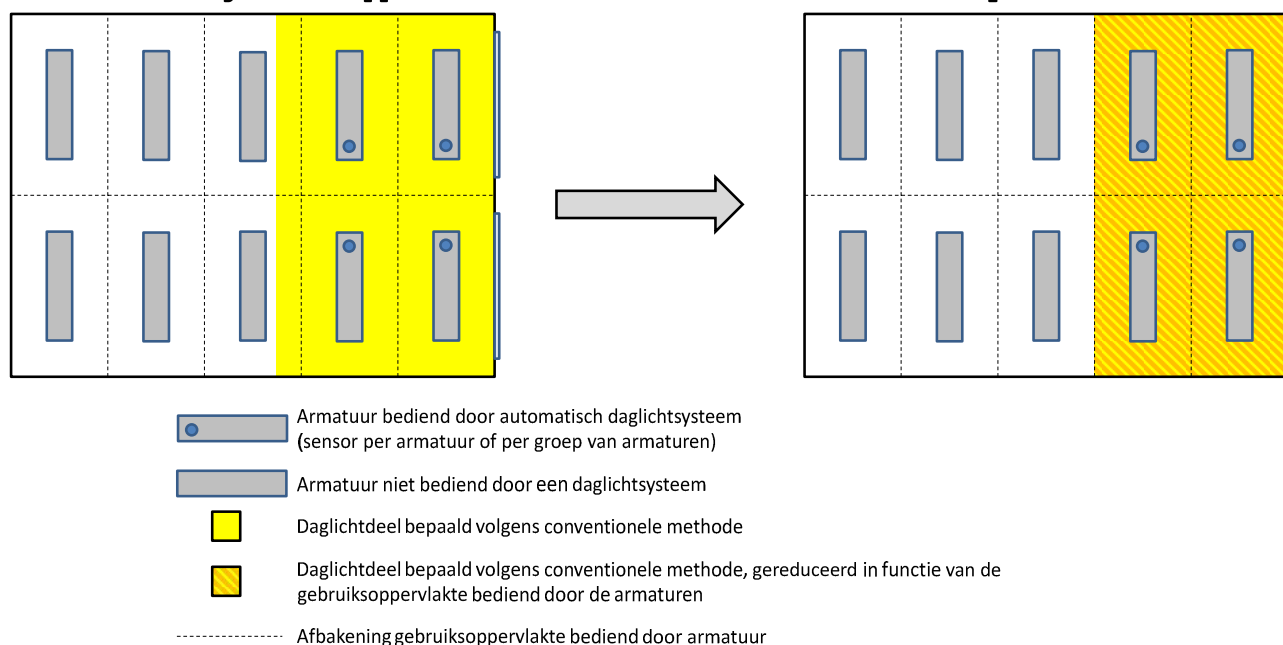 Armatuur bediend door automatisch daglichtsysteem
(sensor per armatuur of per groep van armaturen)
Armatuur niet bediend door een daglichtsysteem
Daglichtdeel bepaald volgens conventionele methode
Daglichtdeel bepaald volgens conventionele methode, gereduceerd in functie van de
gebruiksoppervlakte bediend door de armaturen
Afbakening gebruiksoppervlakte bediend door armatuur